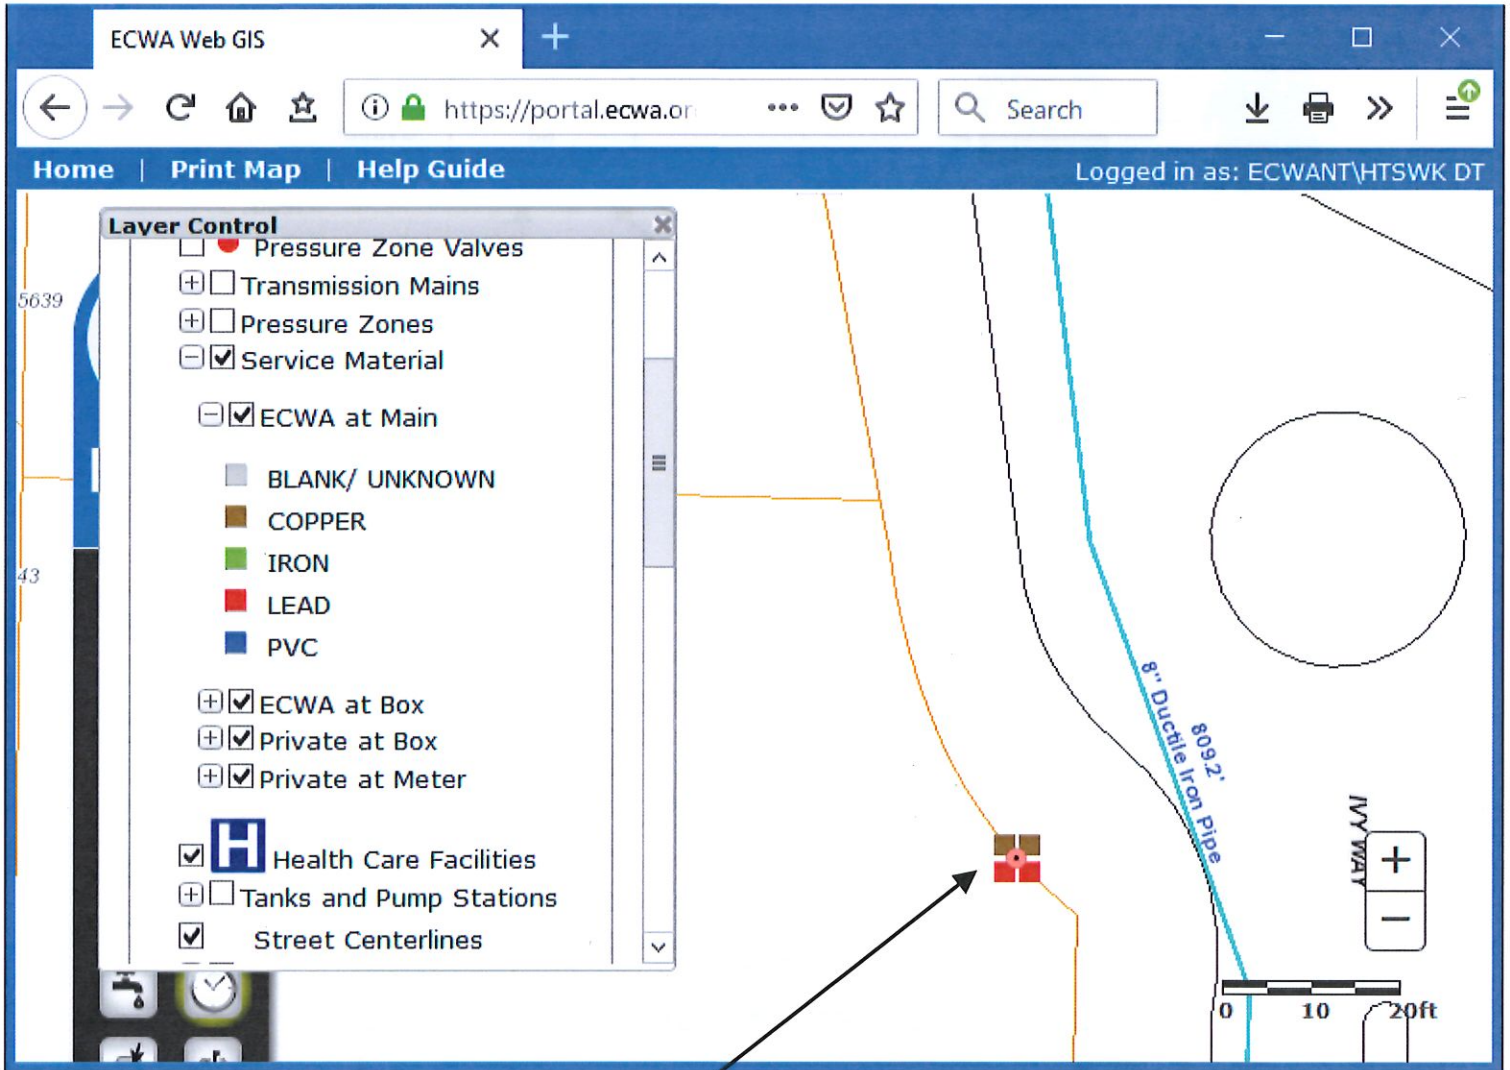 ECWA Web GIS
https://portal.ecwa.or
Search
Home | Print Map | Help Guide
Logged in as: ECWANT\HTSWK DT
Layer Control
Pressure Zone Valves
Transmission Mains
Pressure Zones
Service Material
ECWA at Main
BLANK/ UNKNOWN
COPPER
IRON
LEAD
PVC
ECWA at Box
Private at Box
Private at Meter
H Health Care Facilities
Tanks and Pump Stations
Street Centerlines
5639
43
809.2'
8" Ductile Iron Pipe
IVY WAY
0 10 20ft